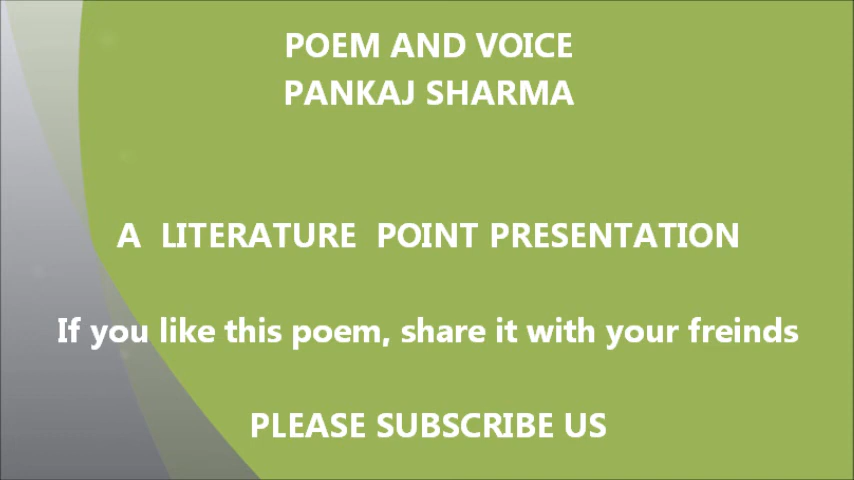 POEM AND VOICE
PANKAJ SHARMA
A LITERATURE POINT PRESENTATION
If you like this poem, share it with your freinds
PLEASE SUBSCRIBE US